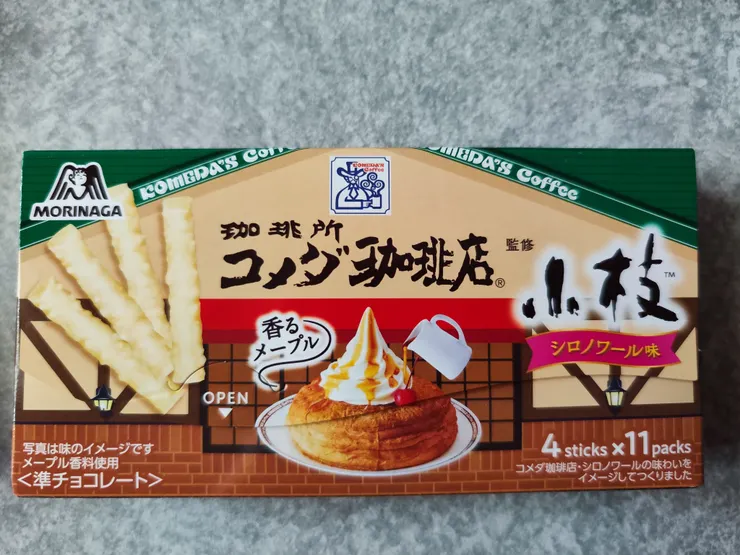 KOMEDA'S Coffee
KOMEDA'S Coffee
KOMEDA'S
Coffee
MORINAGA
珈琲所
コメダ珈琲店®
監修
小枝™
シロノワール味
香る
メープル
OPEN
4 sticks×11 packs
コメダ珈琲店・シロノワールの味わいを
イメージしてつくりました
写真は味のイメージです
メープル香料使用
<準チョコレート>